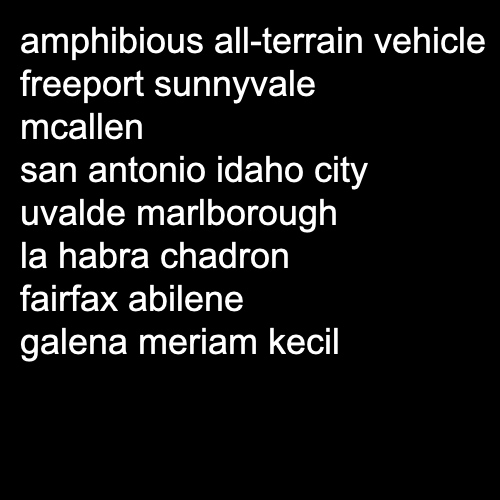 amphibious all-terrain vehicle
freeport sunnyvale
mcallen
san antonio idaho city
uvalde marlborough
la habra chadron
fairfax abilene
galena meriam kecil